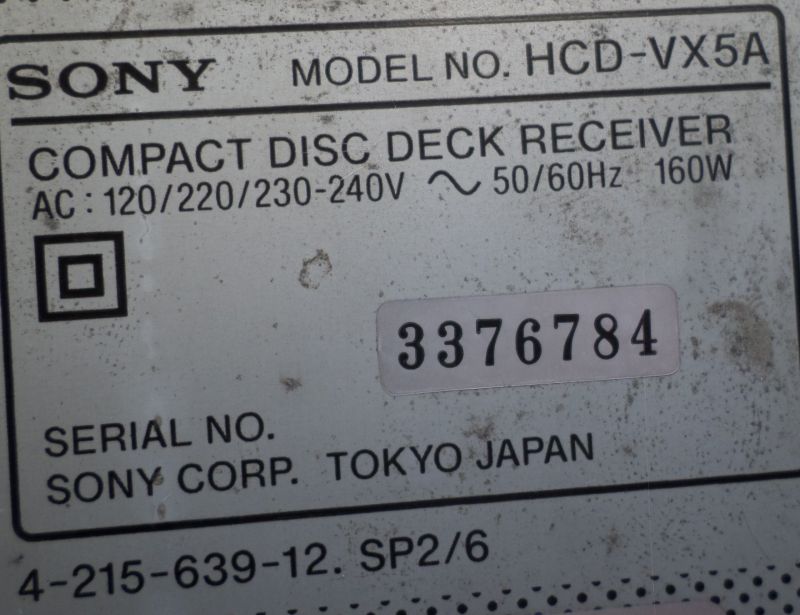 SONY MODEL NO. HCD-VX5A
COMPACT DISC DECK RECEIVER
AC : 120/220/230-240V ∿ 50/60Hz 160W
3376784
SERIAL NO.
SONY CORP. TOKYO JAPAN
4-215-639-12. SP2/6